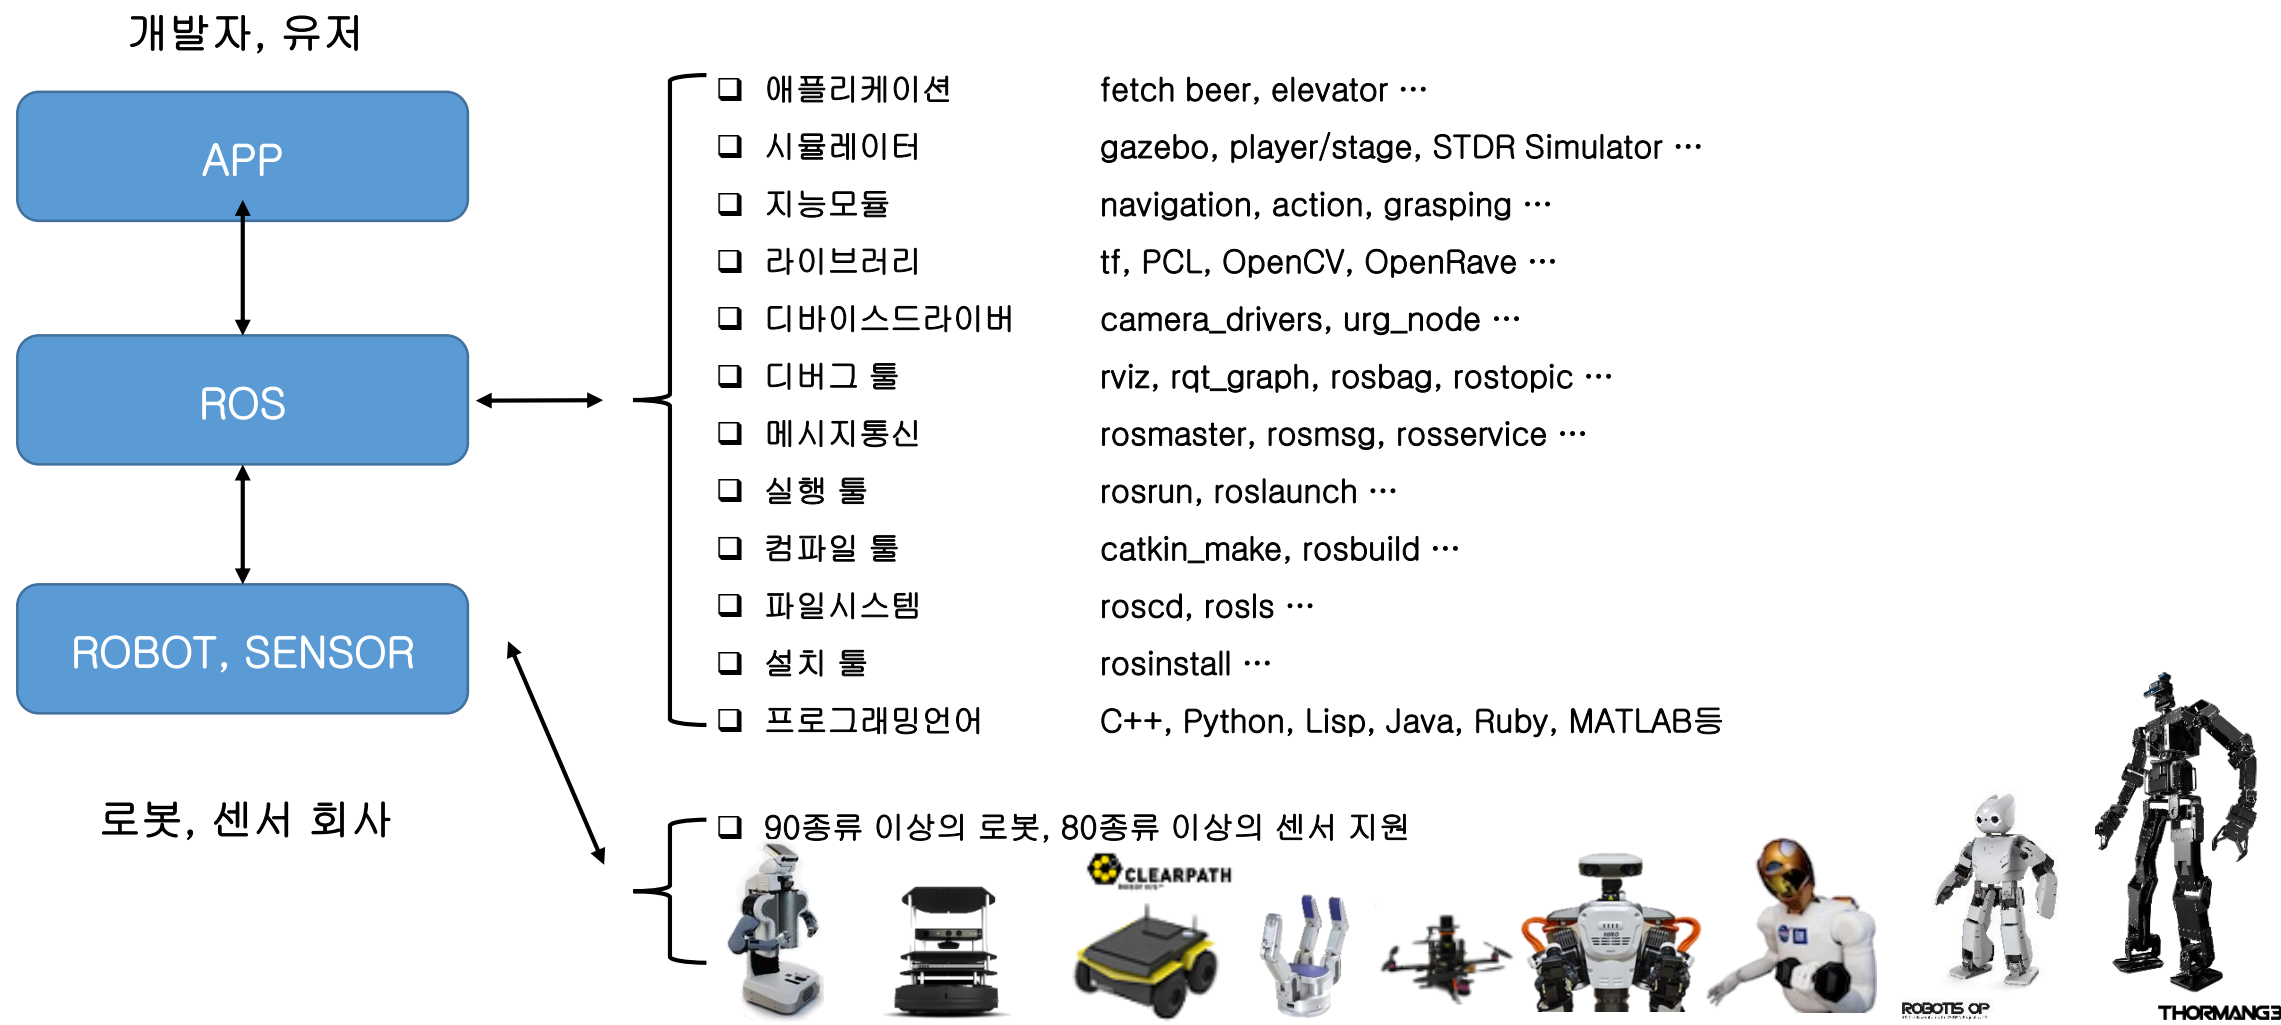 개발자, 유저
APP
ROS
ROBOT, SENSOR
로봇, 센서 회사
❑ 애플리케이션 fetch beer, elevator …
❑ 시뮬레이터 gazebo, player/stage, STDR Simulator …
❑ 지능모듈 navigation, action, grasping …
❑ 라이브러리 tf, PCL, OpenCV, OpenRave …
❑ 디바이스드라이버 camera_drivers, urg_node …
❑ 디버그 툴 rviz, rqt_graph, rosbag, rostopic …
❑ 메시지통신 rosmaster, rosmsg, rosservice …
❑ 실행 툴 rosrun, roslaunch …
❑ 컴파일 툴 catkin_make, rosbuild …
❑ 파일시스템 roscd, rosls …
❑ 설치 툴 rosinstall …
❑ 프로그래밍언어 C++, Python, Lisp, Java, Ruby, MATLAB등
❑ 90종류 이상의 로봇, 80종류 이상의 센서 지원
CLEARPATH
ROBOTICS
HIRO
GM
ROBOTIS OP
THORMANG3